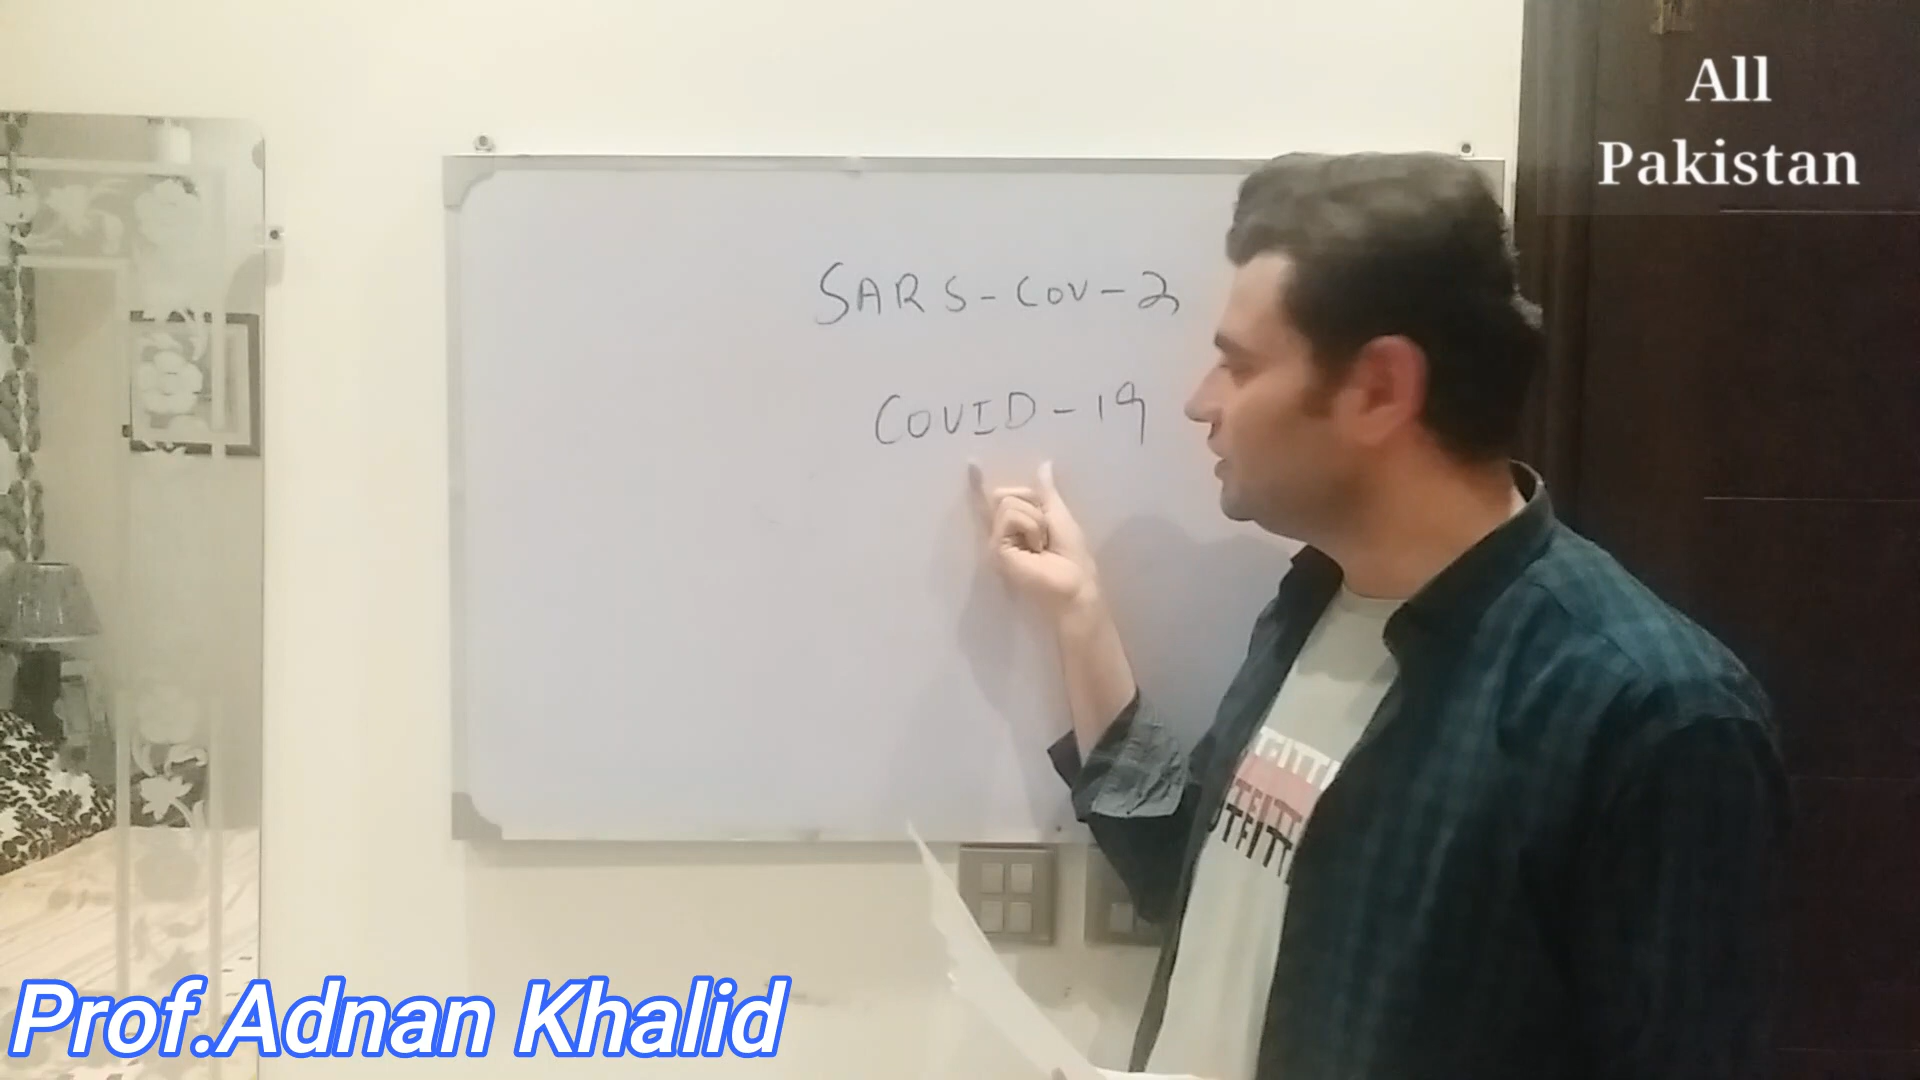 All
Pakistan
SARS-COV-2
COVID-19
Prof.Adnan Khalid